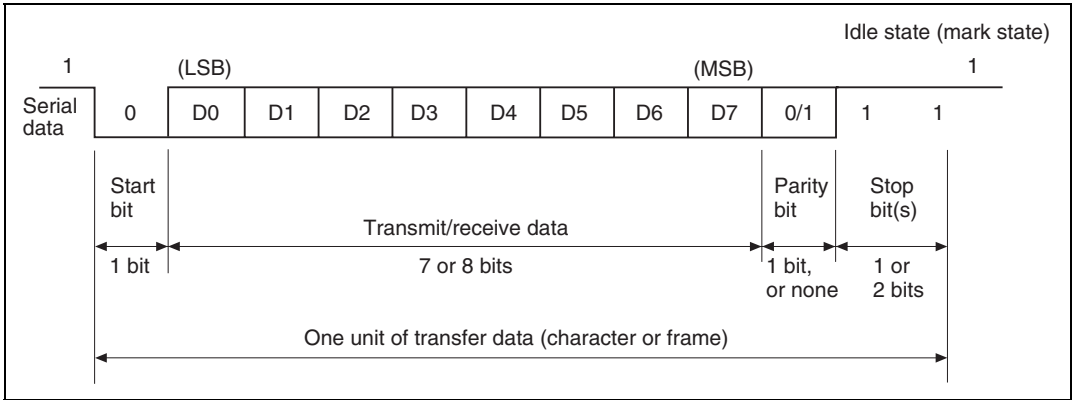 Idle state (mark state)
1 (LSB) (MSB) 1
Serial data 0 D0 D1 D2 D3 D4 D5 D6 D7 0/1 1 1
Start bit
Transmit/receive data
Parity bit
Stop bit(s)
1 bit
7 or 8 bits
1 bit, or none
1 or 2 bits
One unit of transfer data (character or frame)